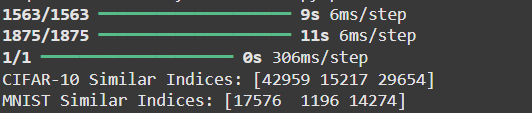 1563/1563 ━━━━━━━━━━━━━━━━━━━━ 9s 6ms/step
1875/1875 ━━━━━━━━━━━━━━━━━━━━ 11s 6ms/step
1/1 ━━━━━━━━━━━━━━━━━━━━ 0s 306ms/step
CIFAR-10 Similar Indices: [42959 15217 29654]
MNIST Similar Indices: [17576  1196 14274]